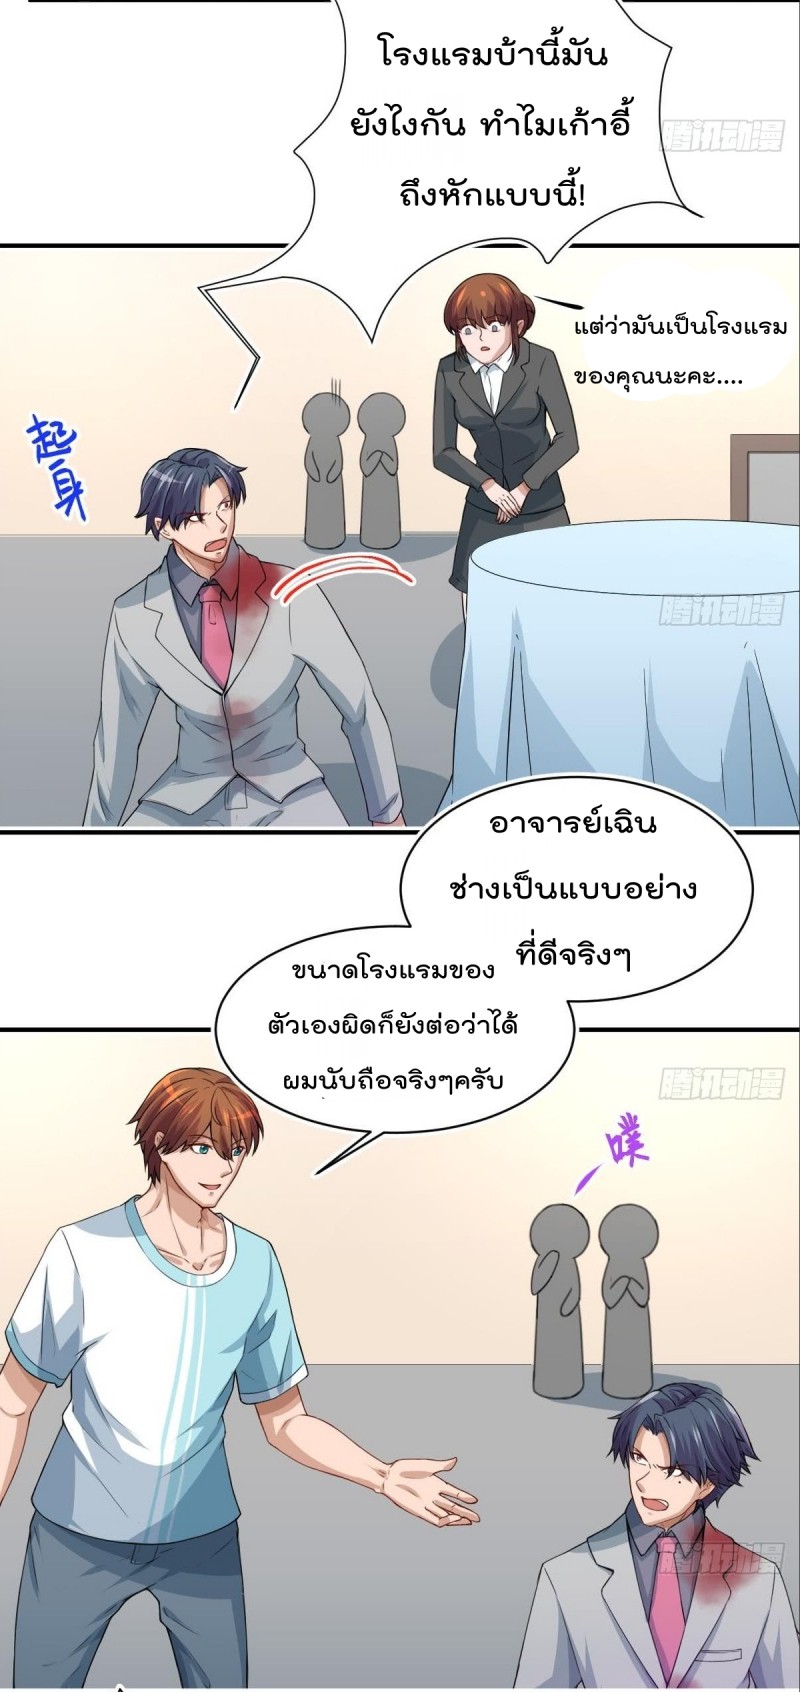 โรงแรมบ้านี้มัน
ยังไงกัน ทำไมเก้าอี้
ถึงหักแบบนี้!
腾讯动漫
แต่ว่ามันเป็นโรงแรม
ของคุณนะคะ....
起身
腾讯动漫
อาจารย์เฉิน
ช่างเป็นแบบอย่าง
ที่ดีจริงๆ
ขนาดโรงแรมของ
ตัวเองผิดก็ยังต่อว่าได้
ผมนับถือจริงๆครับ
腾讯动漫
噗
腾讯动漫